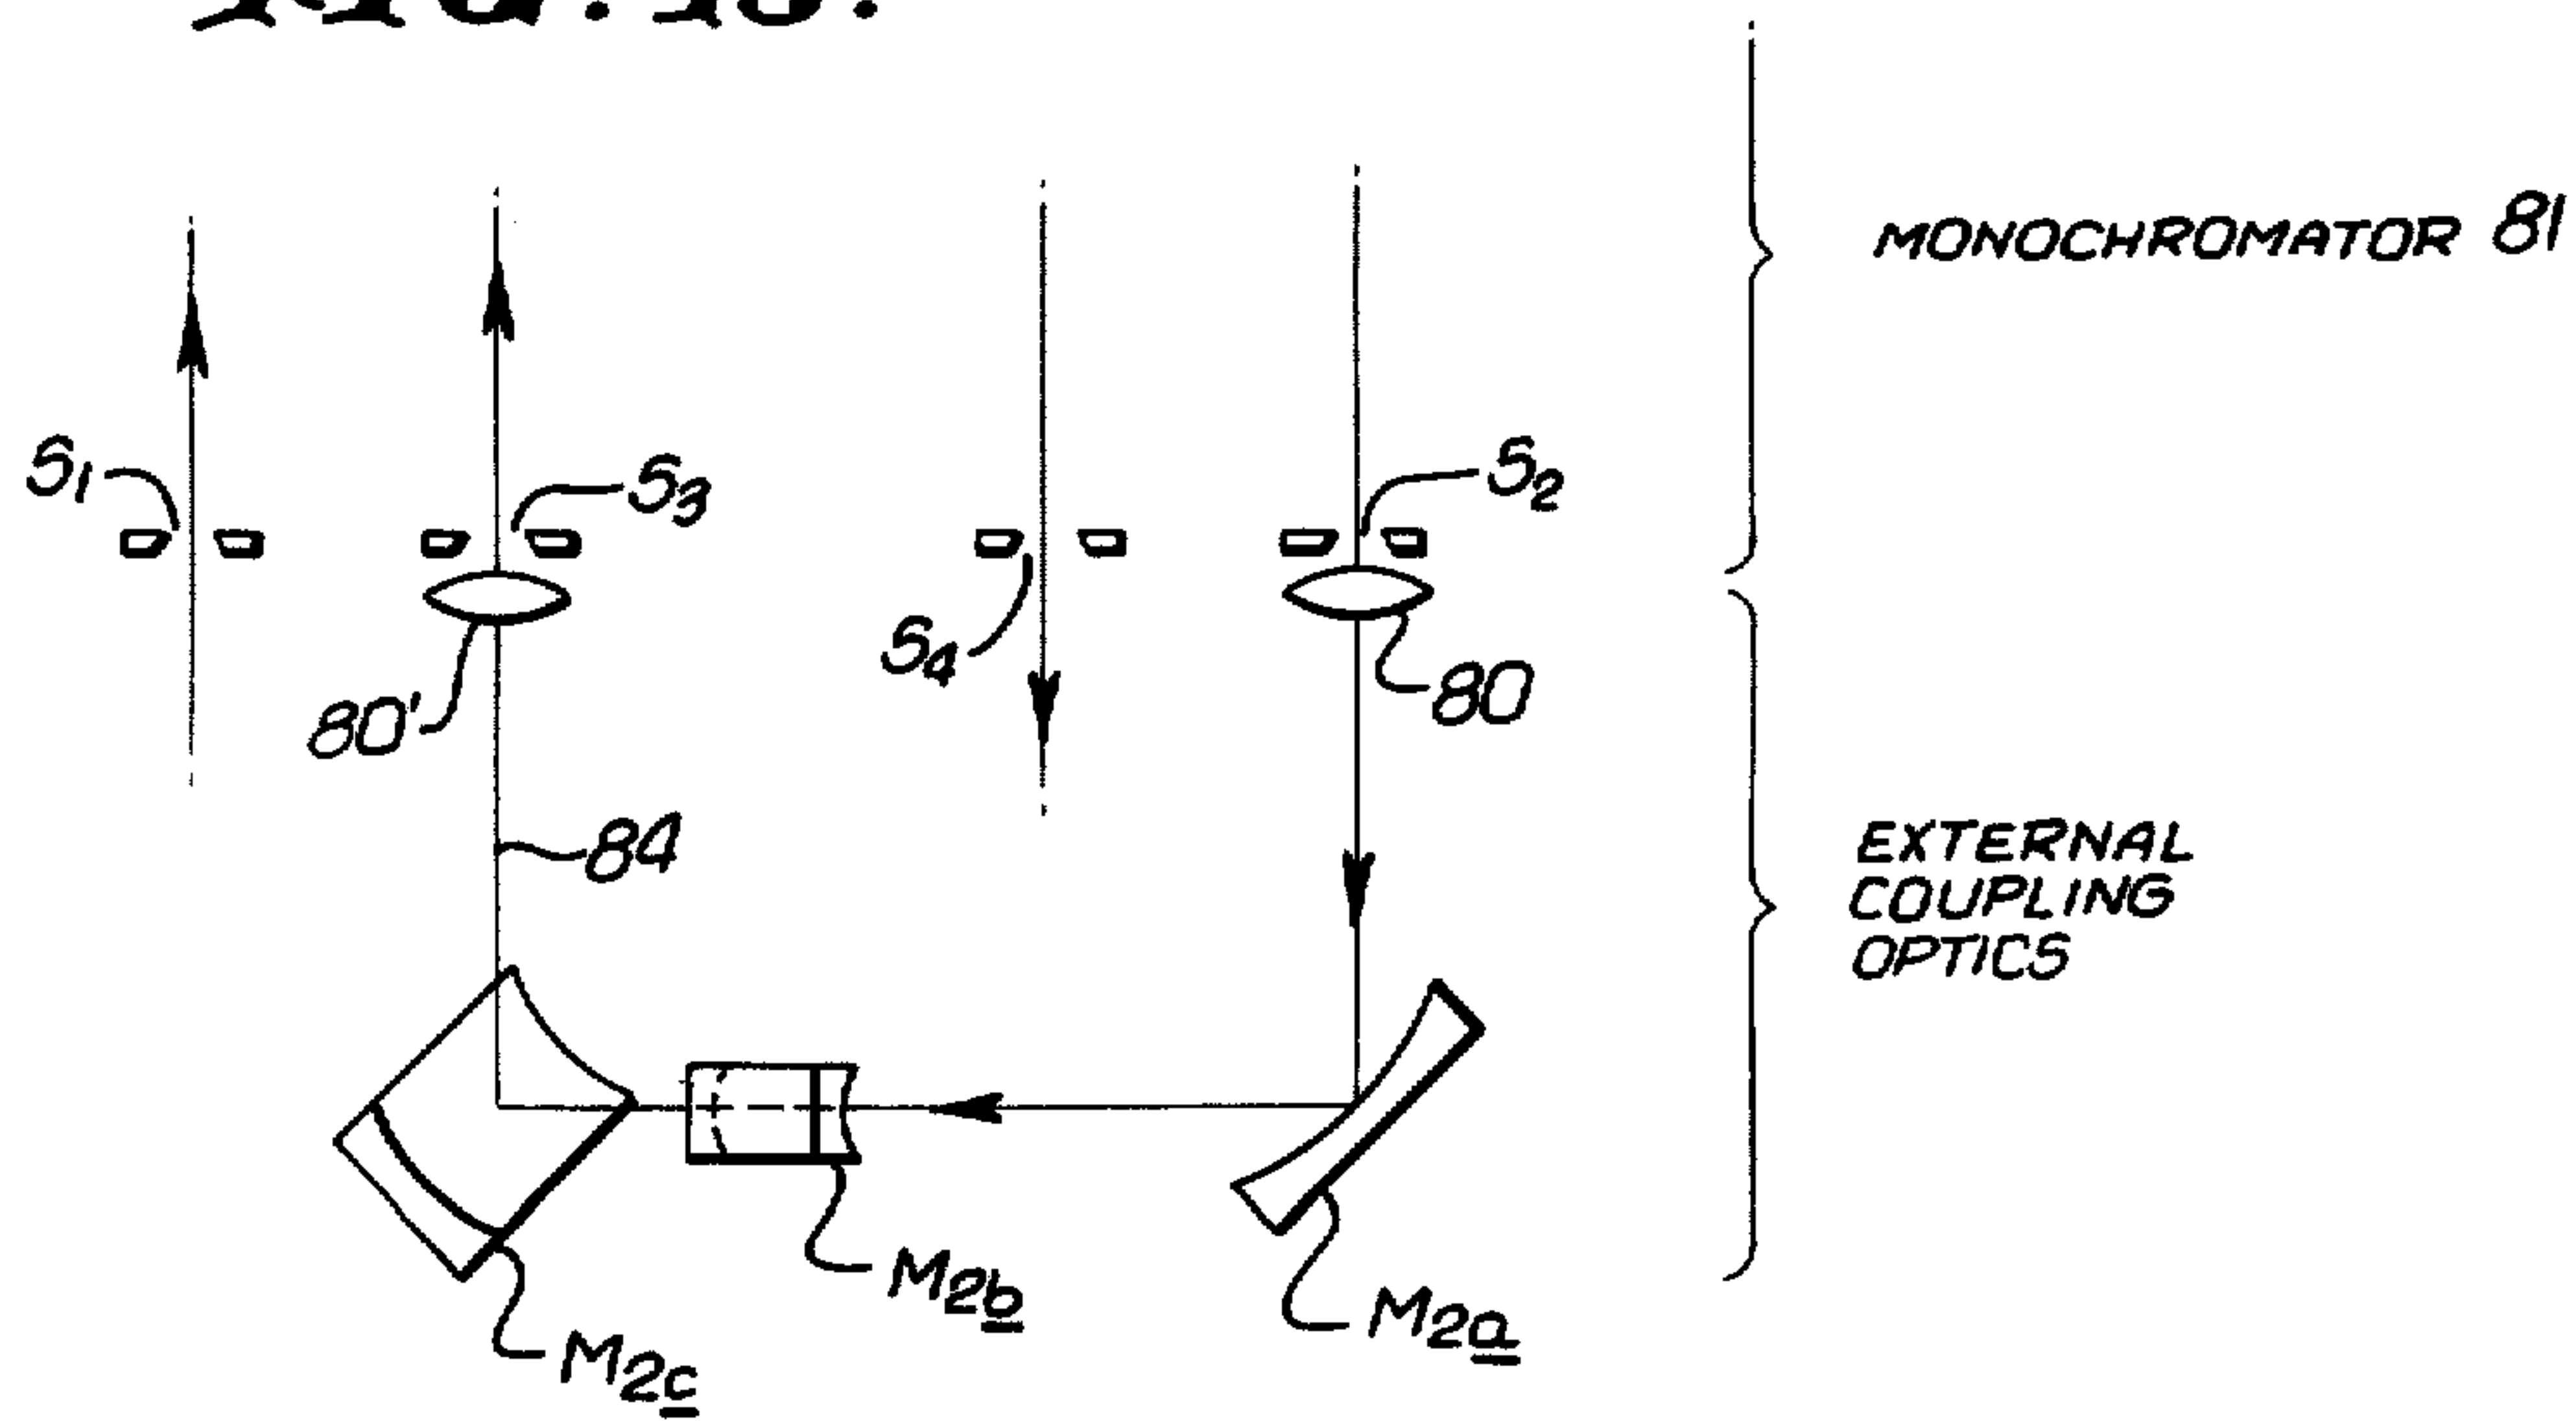 MONOCHROMATOR 81
S1
S3
S2
S4
80'
80
84
EXTERNAL
COUPLING
OPTICS
M2b
M2a
M2c